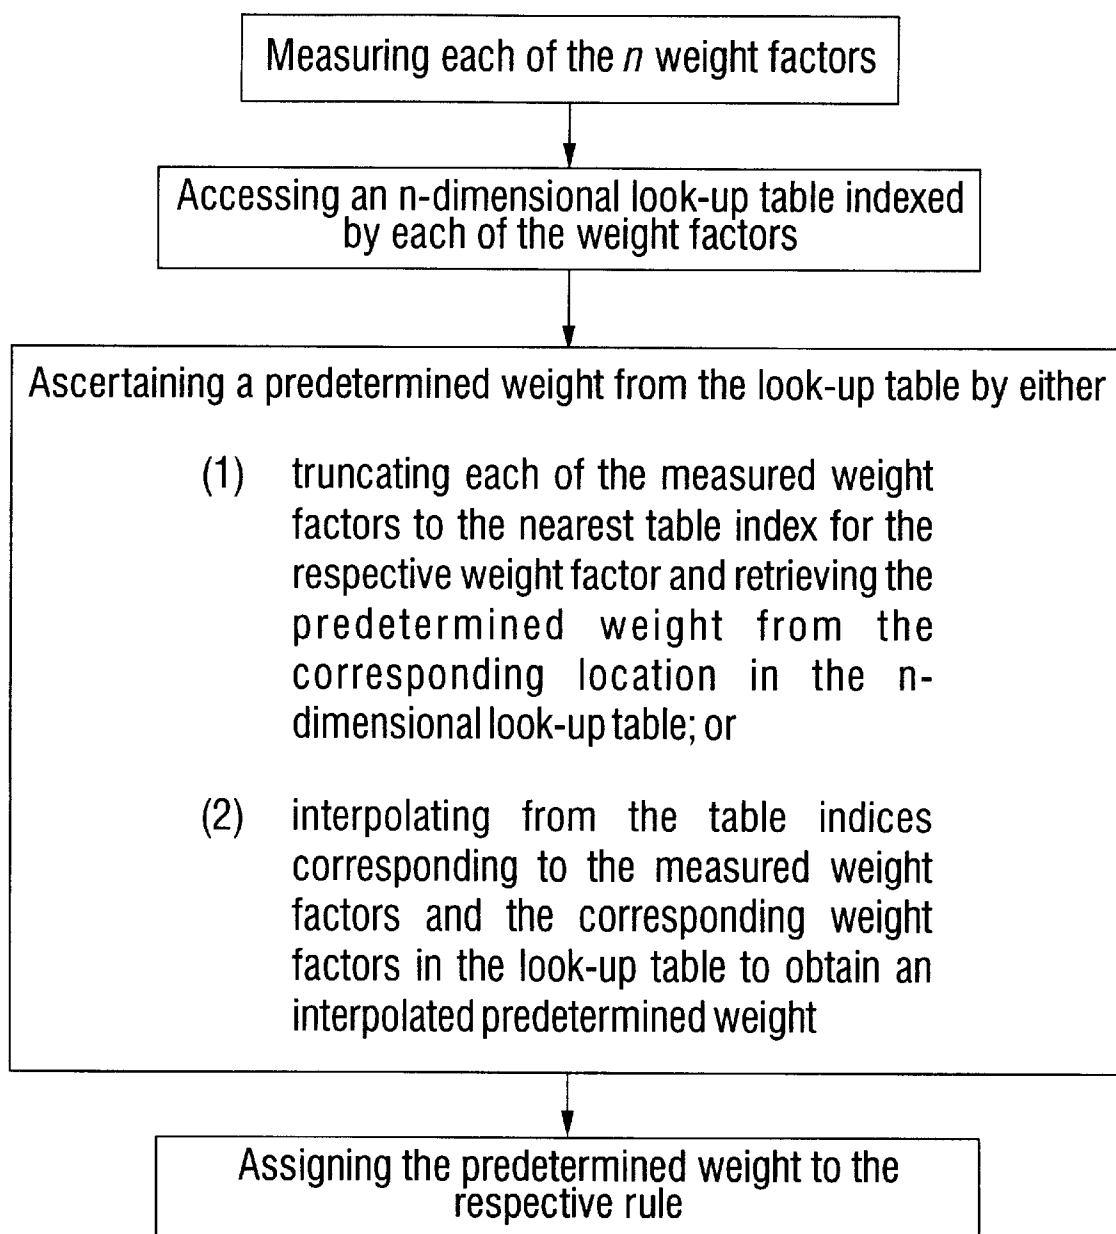 Measuring each of the n weight factors
Accessing an n-dimensional look-up table indexed
by each of the weight factors
Ascertaining a predetermined weight from the look-up table by either
(1) truncating each of the measured weight
factors to the nearest table index for the
respective weight factor and retrieving the
predetermined weight from the
corresponding location in the n-
dimensional look-up table; or
(2) interpolating from the table indices
corresponding to the measured weight
factors and the corresponding weight
factors in the look-up table to obtain an
interpolated predetermined weight
Assigning the predetermined weight to the
respective rule